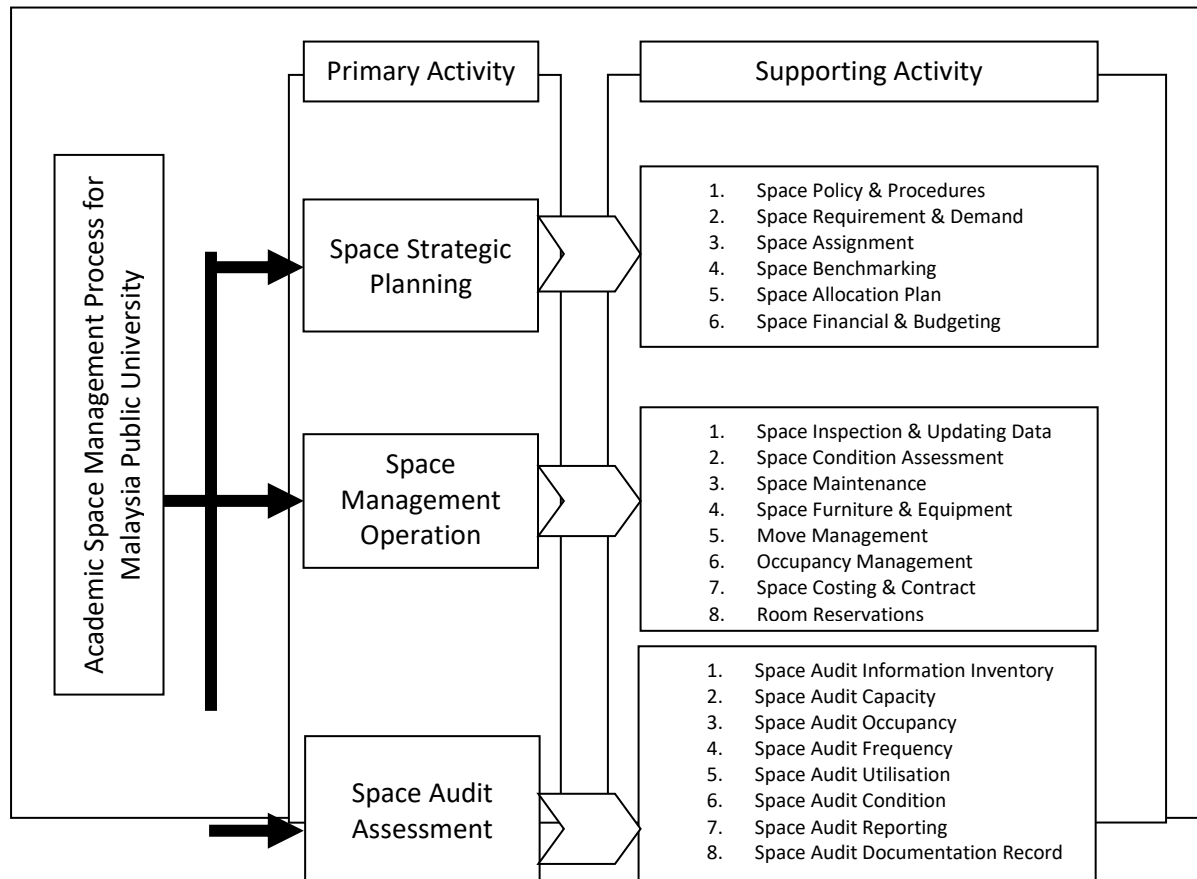 Primary Activity
Supporting Activity
Academic Space Management Process for
Malaysia Public University
Space Strategic
Planning
1. Space Policy & Procedures
2. Space Requirement & Demand
3. Space Assignment
4. Space Benchmarking
5. Space Allocation Plan
6. Space Financial & Budgeting
Space
Management
Operation
1. Space Inspection & Updating Data
2. Space Condition Assessment
3. Space Maintenance
4. Space Furniture & Equipment
5. Move Management
6. Occupancy Management
7. Space Costing & Contract
8. Room Reservations
Space Audit
Assessment
1. Space Audit Information Inventory
2. Space Audit Capacity
3. Space Audit Occupancy
4. Space Audit Frequency
5. Space Audit Utilisation
6. Space Audit Condition
7. Space Audit Reporting
8. Space Audit Documentation Record